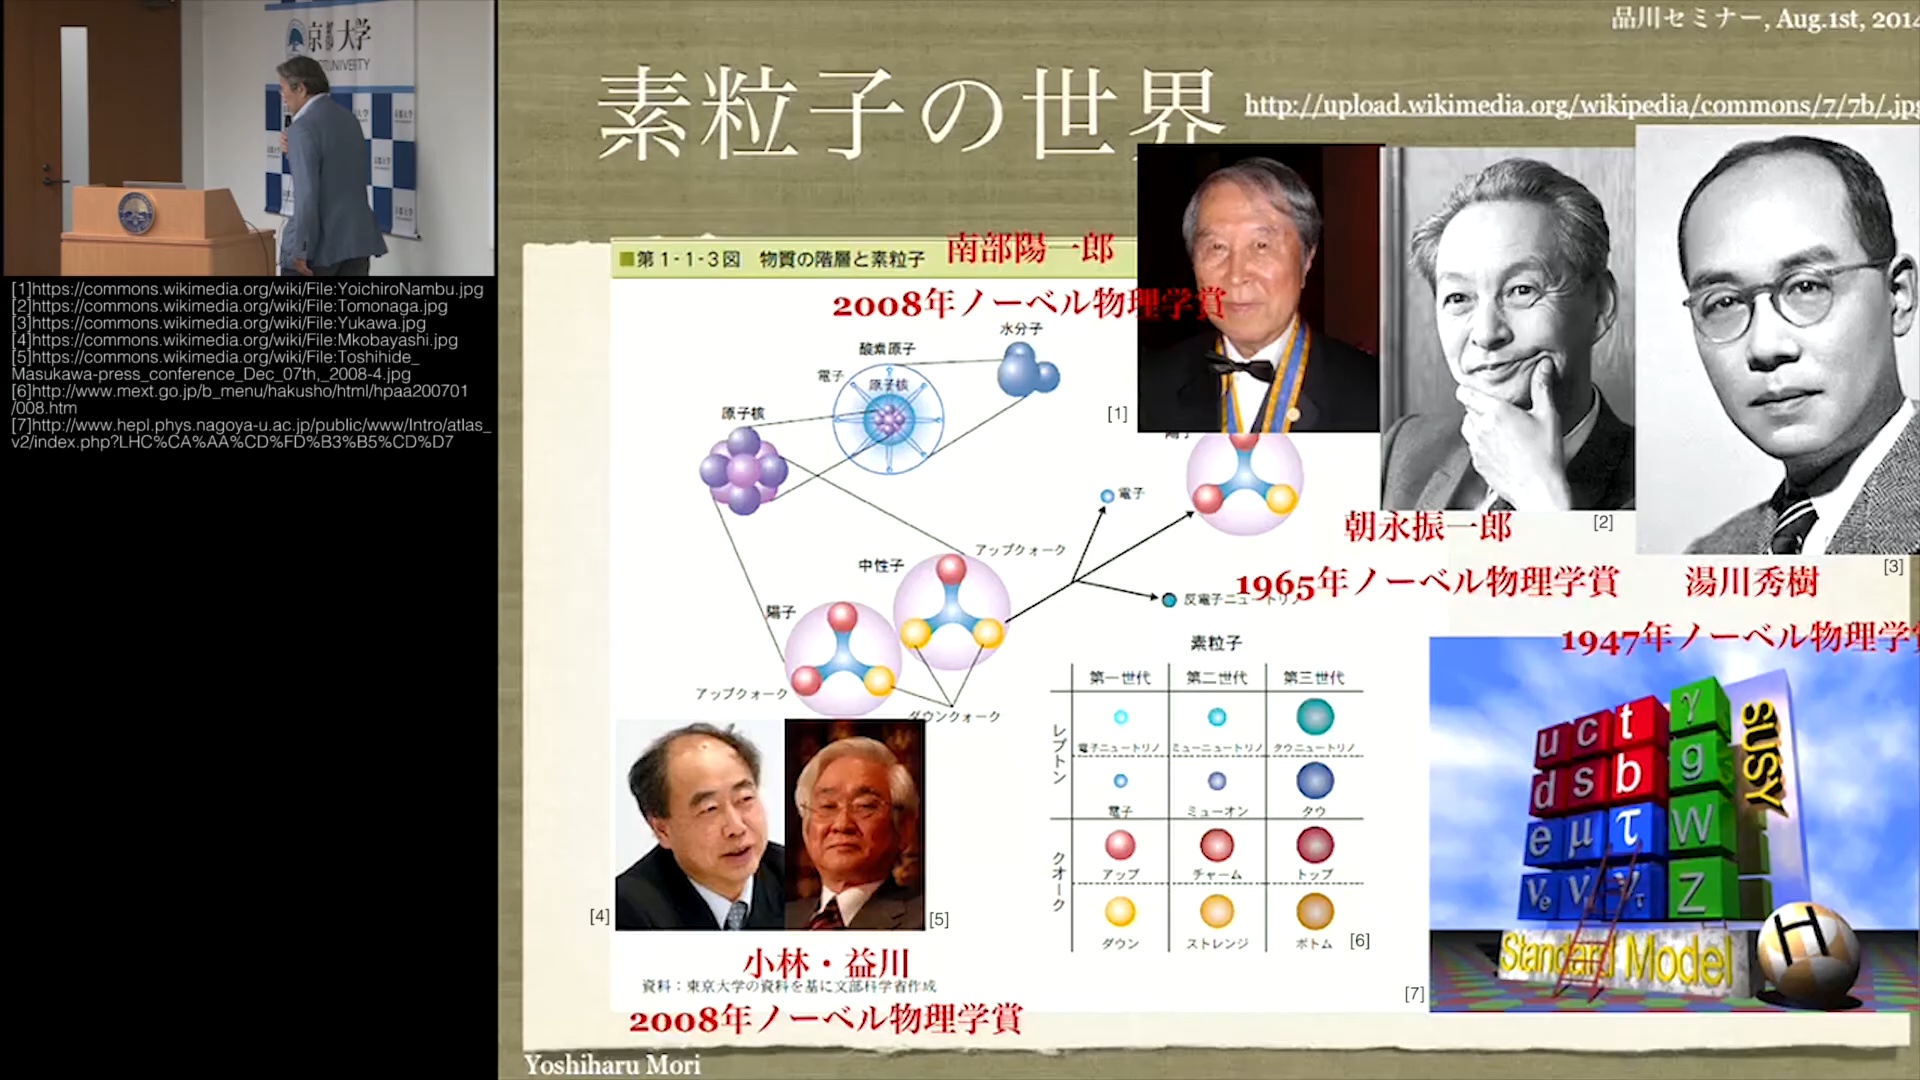 京都大学
[1]https://commons.wikimedia.org/wiki/File:YoichiroNambu.jpg
[2]https://commons.wikimedia.org/wiki/File:Tomonaga.jpg
[3]https://commons.wikimedia.org/wiki/File:Yukawa.jpg
[4]https://commons.wikimedia.org/wiki/File:Mkobayashi.jpg
[5]https://commons.wikimedia.org/wiki/File:Toshihide_
Masukawa-press_conference_Dec_07th,_2008-4.jpg
[6]http://www.mext.go.jp/b_menu/hakusho/html/hpaa200701
/008.htm
[7]http://www.hepl.phys.nagoya-u.ac.jp/public/www/Intro/atlas_
v2/index.php?LHC%CA%AA%CD%FD%B3%B5%CD%D7
品川セミナー, Aug.1st, 2014
素粒子の世界
http://upload.wikimedia.org/wikipedia/commons/7/7b/.jpg
■第1-1-3図 物質の階層と素粒子
南部陽一郎
2008年ノーベル物理学賞
水分子
酸素原子
電子
原子核
原子核
[1]
陽子
電子
朝永振一郎
[2]
アップクォーク
中性子
1965年ノーベル物理学賞
湯川秀樹
[3]
反電子ニュートリノ
陽子
1947年ノーベル物理学賞
アップクォーク
ダウンクォーク
素粒子
第一世代 第二世代 第三世代
レプトン
電子ニュートリノ ミューニュートリノ タウニュートリノ
電子 ミューオン タウ
クォーク
アップ チャーム トップ
ダウン ストレンジ ボトム
[6]
[4]
[5]
小林・益川
資料：東京大学の資料を基に文部科学省作成
2008年ノーベル物理学賞
u c t γ
d s b g
e μ τ W
νe ν ντ Z
SUSY
Standard Model
H
[7]
Yoshiharu Mori